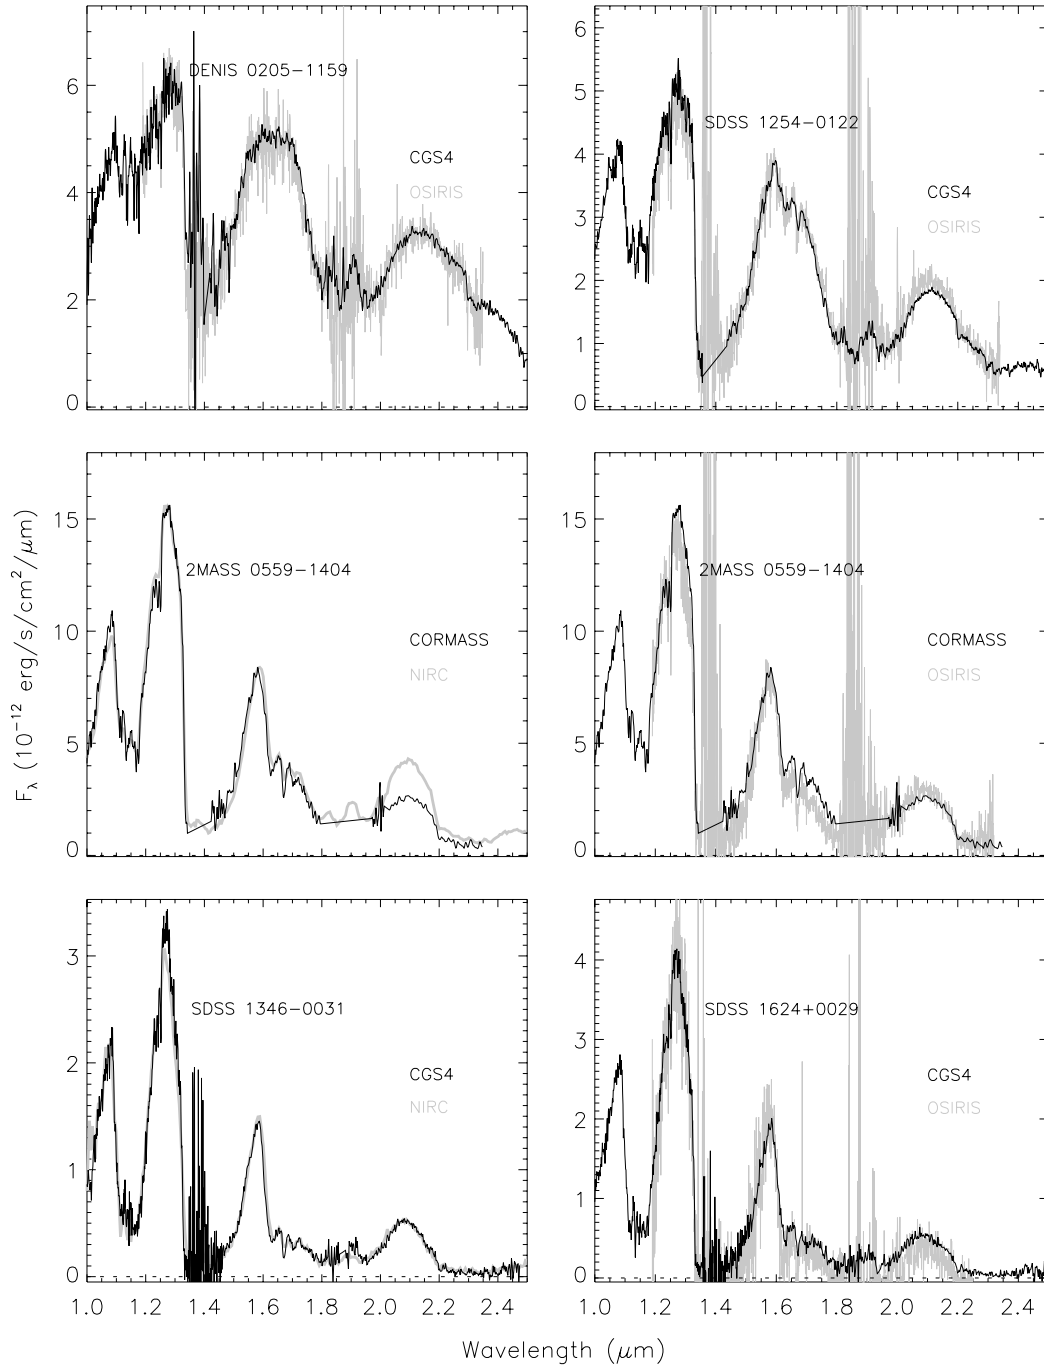 DENIS 0205−1159
CGS4
OSIRIS
0
2
4
6
SDSS 1254−0122
CGS4
OSIRIS
0
1
2
3
4
5
6
2MASS 0559−1404
CORMASS
NIRC
0
5
10
15
2MASS 0559−1404
CORMASS
OSIRIS
0
5
10
15
SDSS 1346−0031
CGS4
NIRC
0
1
2
3
1.0 1.2 1.4 1.6 1.8 2.0 2.2 2.4
SDSS 1624+0029
CGS4
OSIRIS
0
1
2
3
4
1.0 1.2 1.4 1.6 1.8 2.0 2.2 2.4
F_λ (10⁻¹² erg/s/cm²/μm)
Wavelength (μm)